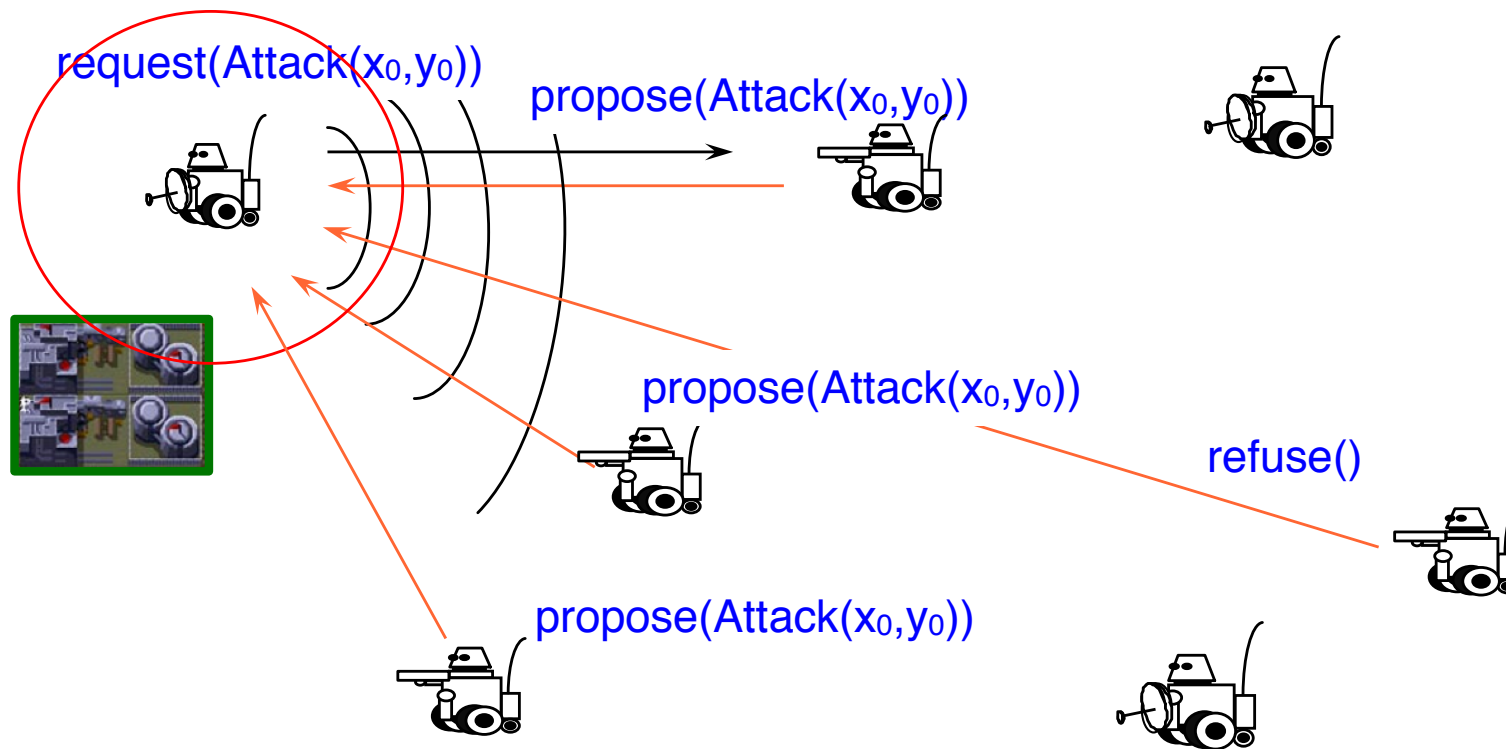 request(Attack(x₀,y₀))
propose(Attack(x₀,y₀))
propose(Attack(x₀,y₀))
refuse()
propose(Attack(x₀,y₀))